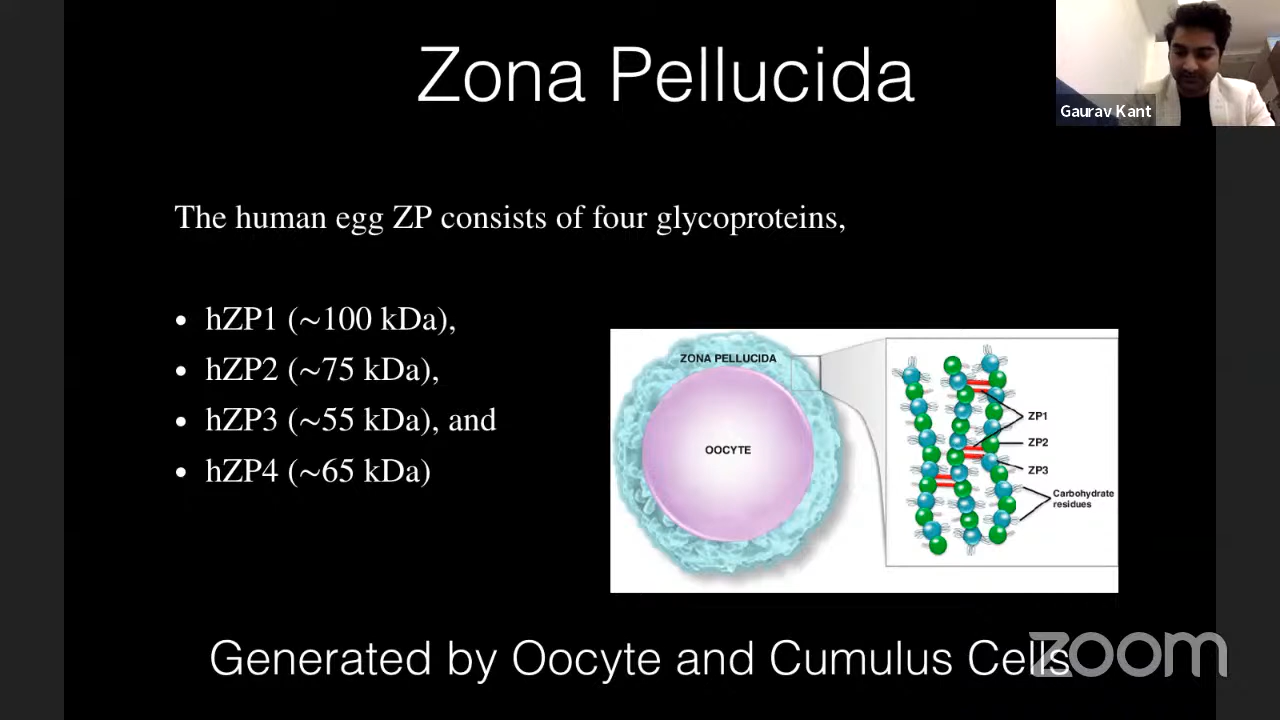 Zona Pellucida
Gaurav Kant
The human egg ZP consists of four glycoproteins,
• hZP1 (~100 kDa),
• hZP2 (~75 kDa),
• hZP3 (~55 kDa), and
• hZP4 (~65 kDa)
ZONA PELLUCIDA
OOCYTE
ZP1
ZP2
ZP3
Carbohydrate
residues
Generated by Oocyte and Cumulus Cells
zoom